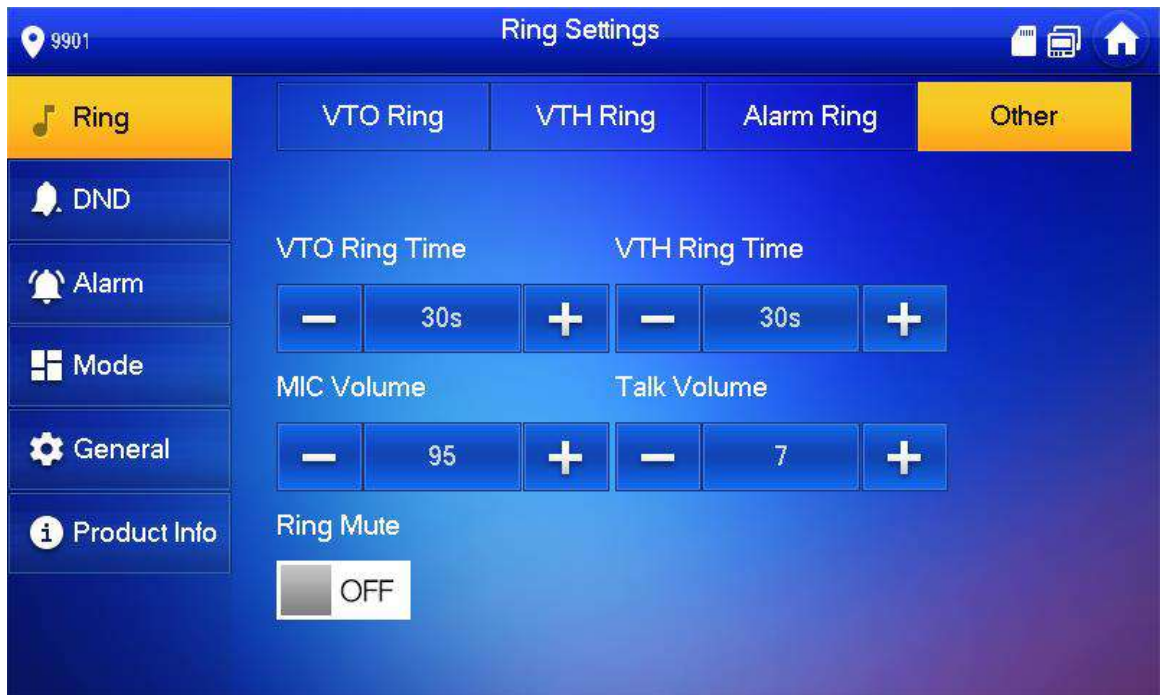 9901
Ring Settings
Ring
VTO Ring
VTH Ring
Alarm Ring
Other
DND
Alarm
Mode
General
Product Info
VTO Ring Time
VTH Ring Time
30s
30s
MIC Volume
Talk Volume
95
7
Ring Mute
OFF